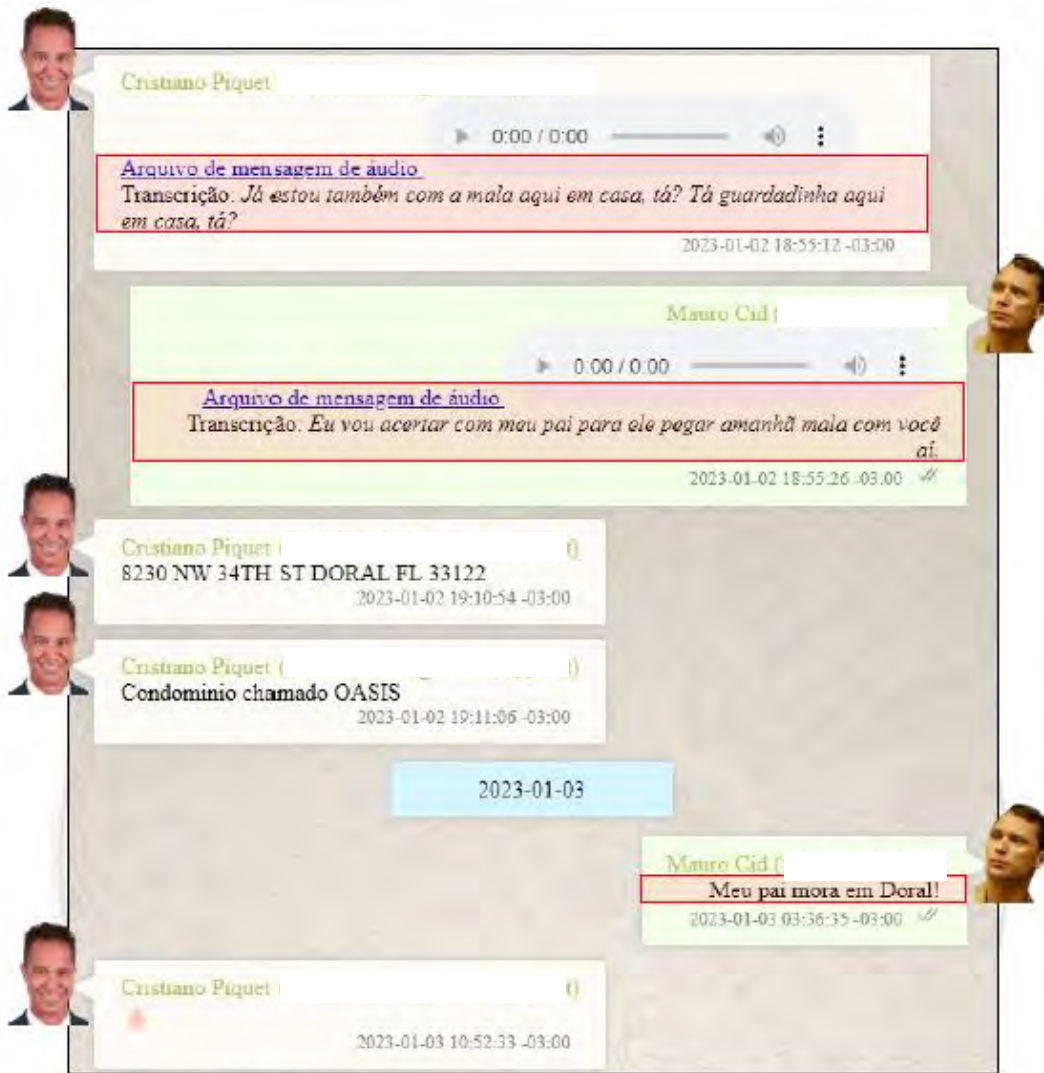 Cristiano Piquet
0:00 / 0:00
Arquivo de mensagem de áudio
Transcrição: Já estou também com a mala aqui em casa, tá? Tá guardadinha aqui
em casa, tá?
2023-01-02 18:55:12 -03:00
Mauro Cid (
0:00 / 0:00
Arquivo de mensagem de áudio
Transcrição: Eu vou acertar com meu pai para ele pegar amanhã mala com você
aí.
2023-01-02 18:55:26 -03:00
Cristiano Piquet ( )
8230 NW 34TH ST DORAL FL 33122
2023-01-02 19:10:54 -03:00
Cristiano Piquet ( )
Condominio chamado OASIS
2023-01-02 19:11:06 -03:00
2023-01-03
Mauro Cid (
Meu pai mora em Doral!
2023-01-03 03:36:35 -03:00
Cristiano Piquet ( )
2023-01-03 10:52:33 -03:00